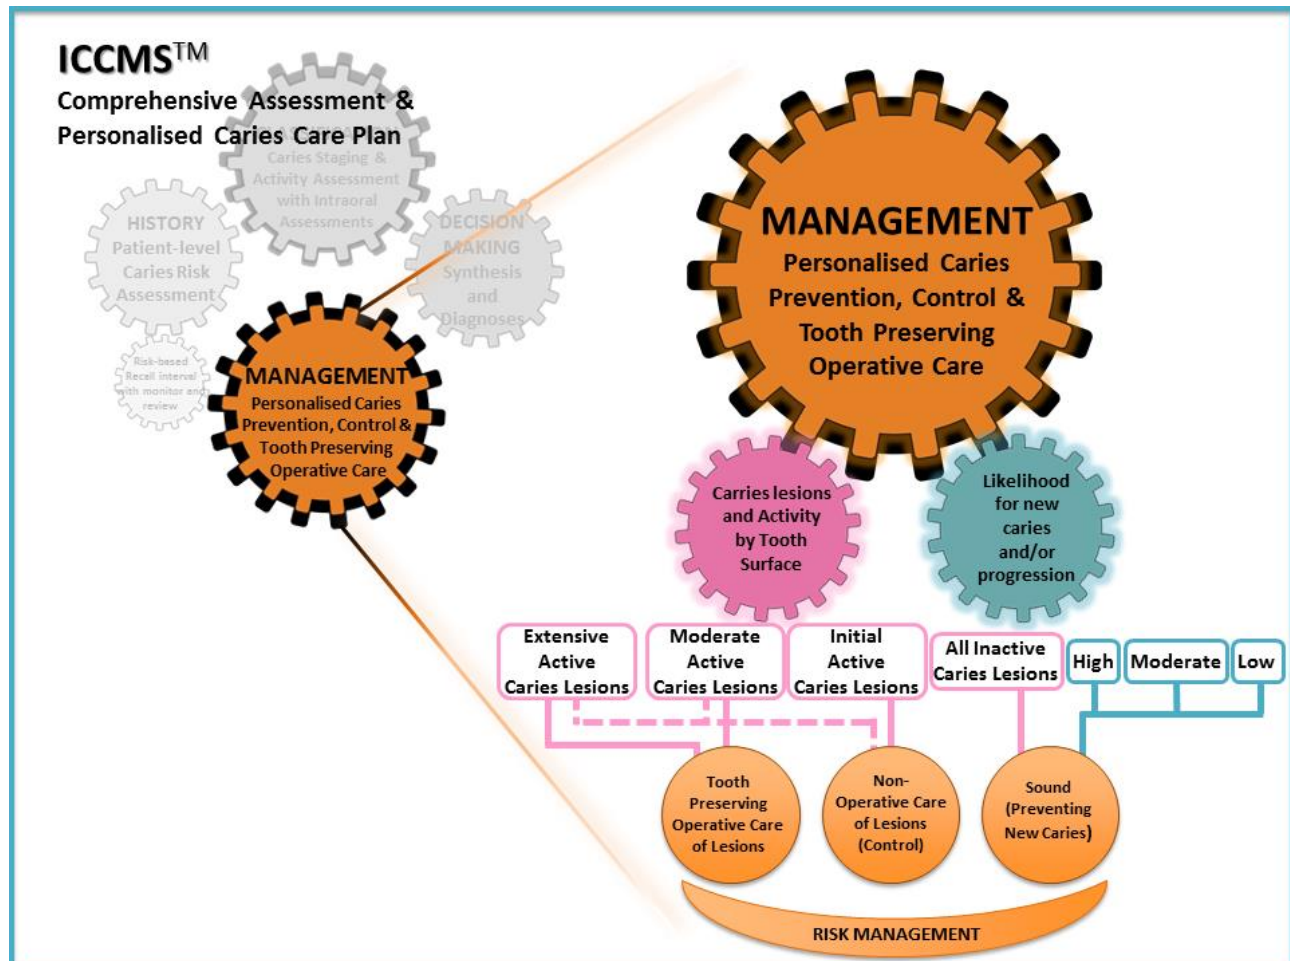 ICCMS™
Comprehensive Assessment &
Personalised Caries Care Plan
Caries Staging &
Activity Assessment
with Intraoral
Assessments
HISTORY
Patient-level
Caries Risk
Assessment
DECISION
MAKING
Synthesis
and
Diagnoses
Risk-based
Recall interval
with monitor and
review
MANAGEMENT
Personalised Caries
Prevention, Control &
Tooth Preserving
Operative Care
MANAGEMENT
Personalised Caries
Prevention, Control &
Tooth Preserving
Operative Care
Carries lesions
and Activity
by Tooth
Surface
Likelihood
for new
caries
and/or
progression
Extensive
Active
Caries Lesions
Moderate
Active
Caries Lesions
Initial
Active
Caries Lesions
All Inactive
Caries Lesions
High
Moderate
Low
Tooth
Preserving
Operative Care
of Lesions
Non-
Operative Care
of Lesions
(Control)
Sound
(Preventing
New Caries)
RISK MANAGEMENT